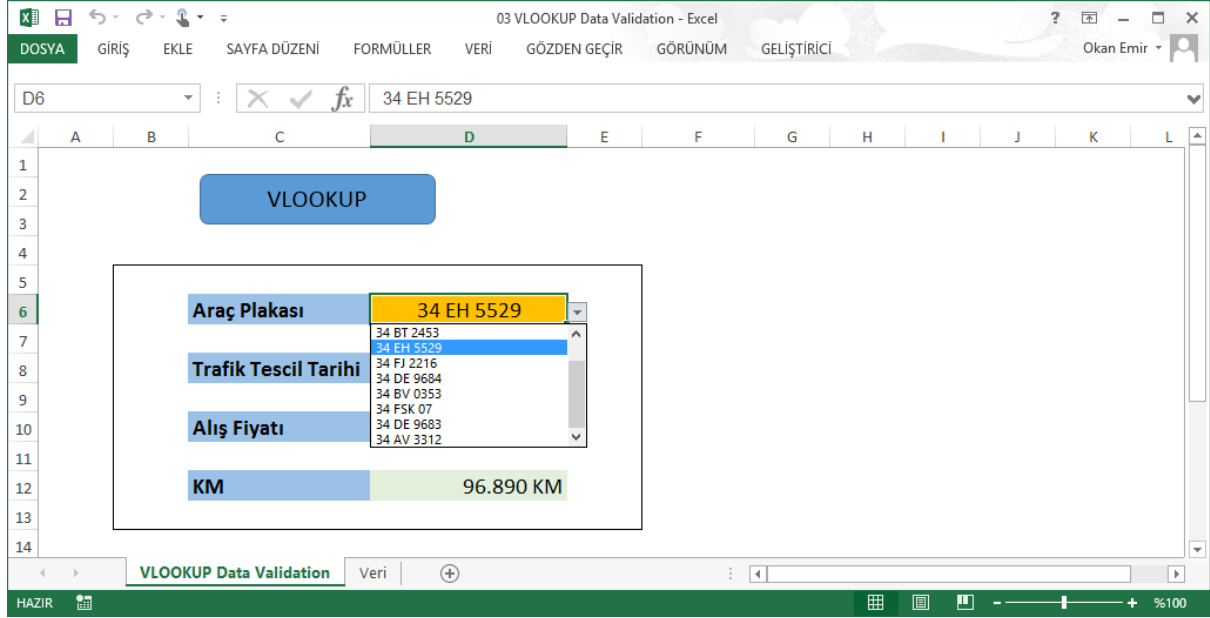 03 VLOOKUP Data Validation - Excel
DOSYA GİRİŞ EKLE SAYFA DÜZENİ FORMÜLLER VERİ GÖZDEN GEÇİR GÖRÜNÜM GELİŞTİRİCİ Okan Emir
D6 fx 34 EH 5529
A B C D E F G H I J K L
1
2 VLOOKUP
3
4
5
6 Araç Plakası 34 EH 5529
34 BT 2453
7
34 EH 5529
8 Trafik Tescil Tarihi 34 FJ 2216
34 DE 9684
9 34 BV 0353
34 FSK 07
10 Alış Fiyatı 34 DE 9683
34 AV 3312
11
12 KM 96.890 KM
13
14
VLOOKUP Data Validation Veri
HAZIR %100